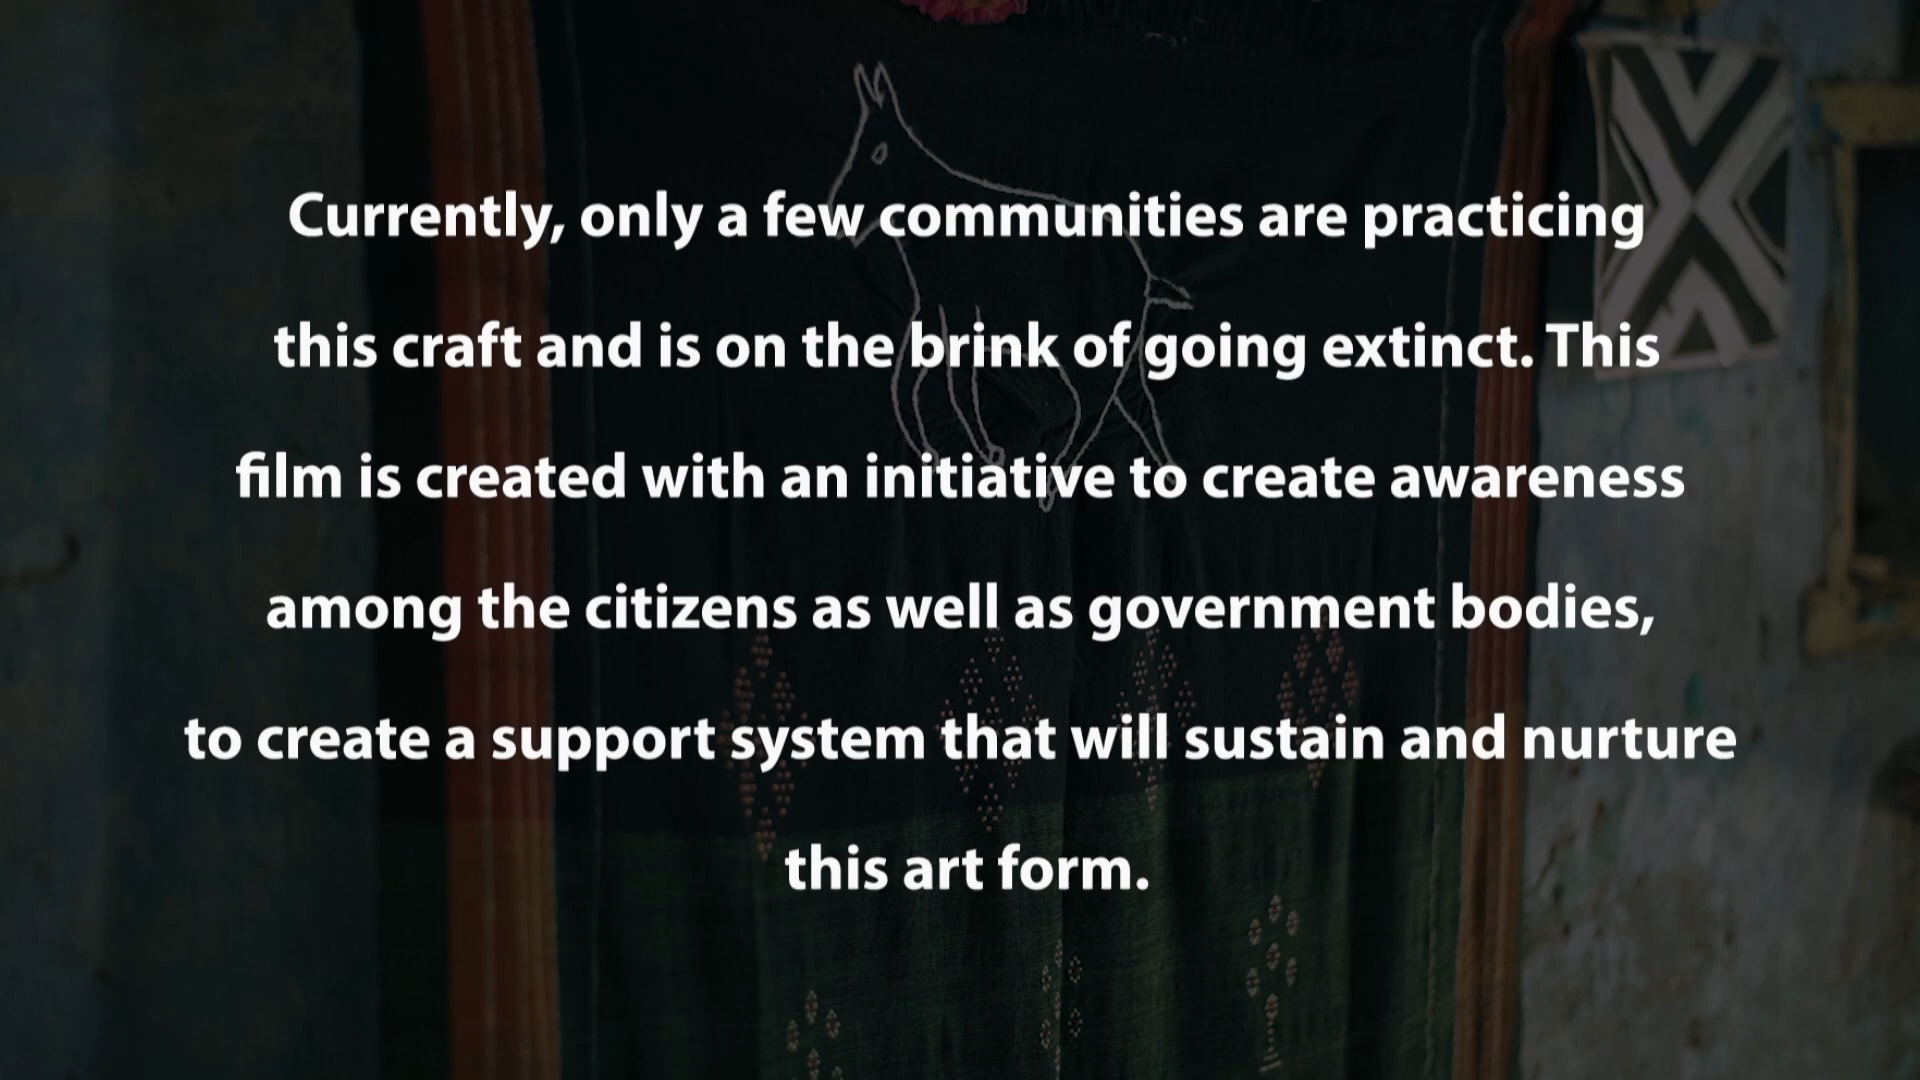 Currently, only a few communities are practicing
this craft and is on the brink of going extinct. This
film is created with an initiative to create awareness
among the citizens as well as government bodies,
to create a support system that will sustain and nurture
this art form.